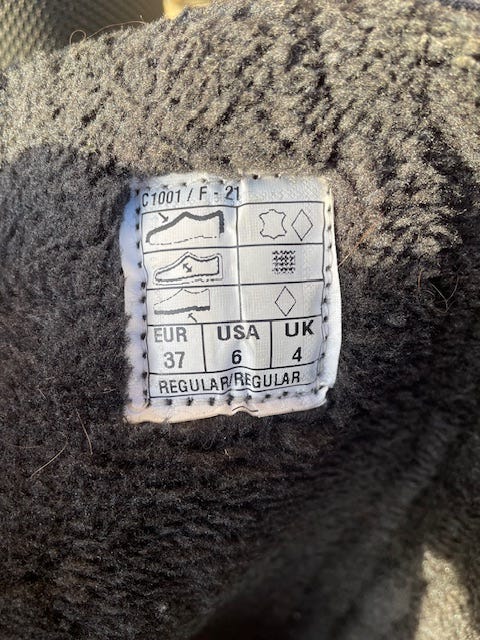 C1001 / F - 21
EUR USA UK
37 6 4
REGULAR/REGULAR